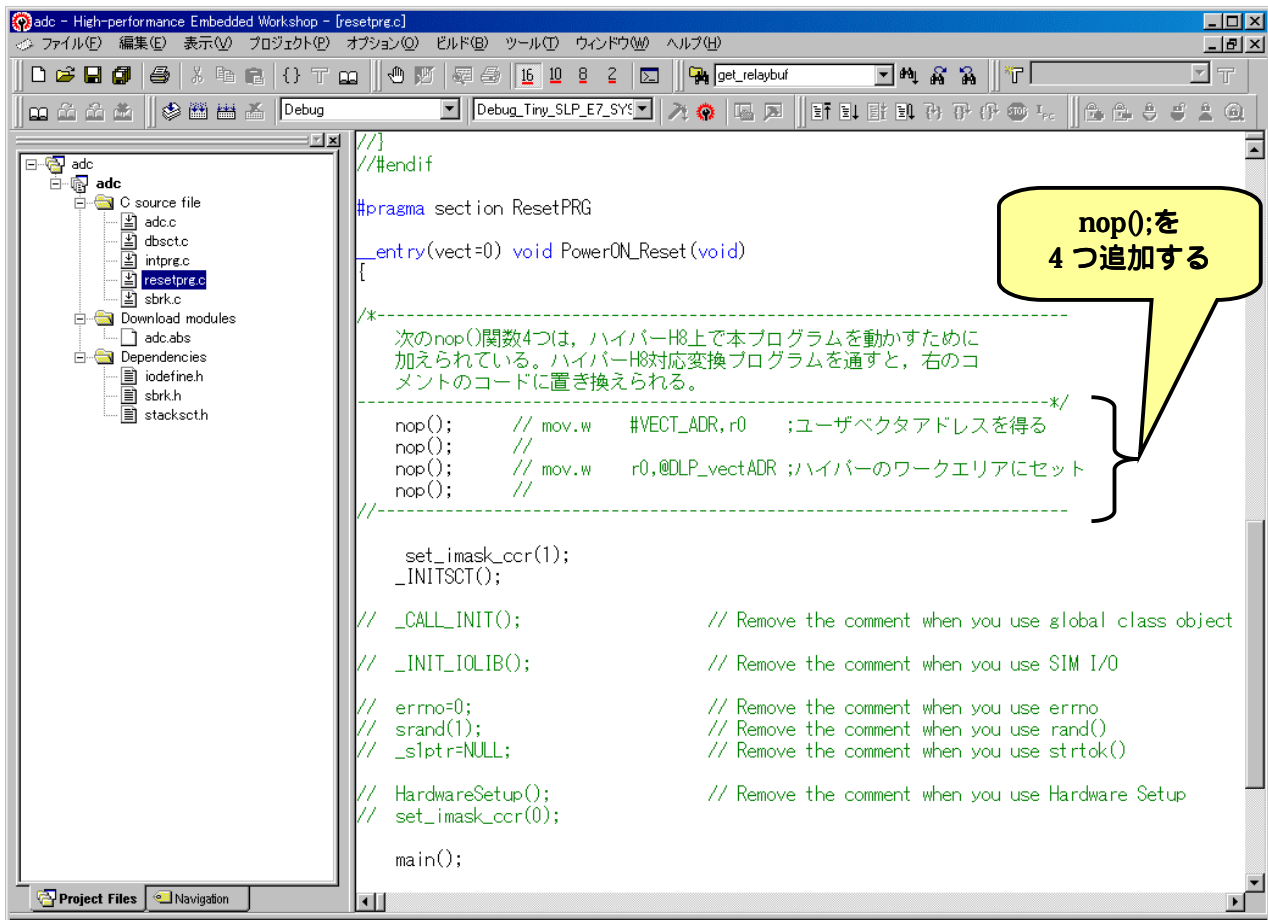 adc - High-performance Embedded Workshop - [resetprg.c]
ファイル(F) 編集(E) 表示(V) プロジェクト(P) オプション(O) ビルド(B) ツール(T) ウィンドウ(W) ヘルプ(H)
16 10 8 2 get_relaybuf
Debug Debug_Tiny_SLP_E7_SYS
adc
adc
C source file
adc.c
dbsct.c
intprg.c
resetprg.c
sbrk.c
Download modules
adc.abs
Dependencies
iodefine.h
sbrk.h
stacksct.h
Project Files Navigation
//}
//#endif
#pragma section ResetPRG
__entry(vect=0) void PowerON_Reset(void)
{
/*--------------------------------------------------------------------
次のnop()関数4つは，ハイパーH8上で本プログラムを動かすために
加えられている。ハイパーH8対応変換プログラムを通すと，右のコ
メントのコードに置き換えられる。
--------------------------------------------------------------------*/
nop(); // mov.w #VECT_ADR,r0 ;ユーザベクタアドレスを得る
nop(); //
nop(); // mov.w r0,@DLP_vectADR ;ハイパーのワークエリアにセット
nop(); //
//--------------------------------------------------------------------
set_imask_ccr(1);
_INITSCT();
// _CALL_INIT(); // Remove the comment when you use global class object
// _INIT_IOLIB(); // Remove the comment when you use SIM I/O
// errno=0; // Remove the comment when you use errno
// srand(1); // Remove the comment when you use rand()
// _s1ptr=NULL; // Remove the comment when you use strtok()
// HardwareSetup(); // Remove the comment when you use Hardware Setup
// set_imask_ccr(0);
main();
nop();を
4つ追加する